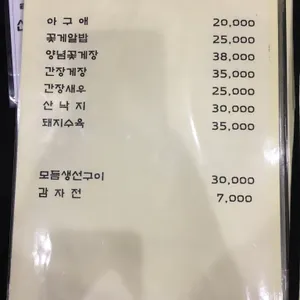 아구애 20,000
꽃게알밥 25,000
양념꽃게장 38,000
간장게장 35,000
간장새우 25,000
산낙지 30,000
돼지수육 35,000
모듬생선구이 30,000
감자전 7,000